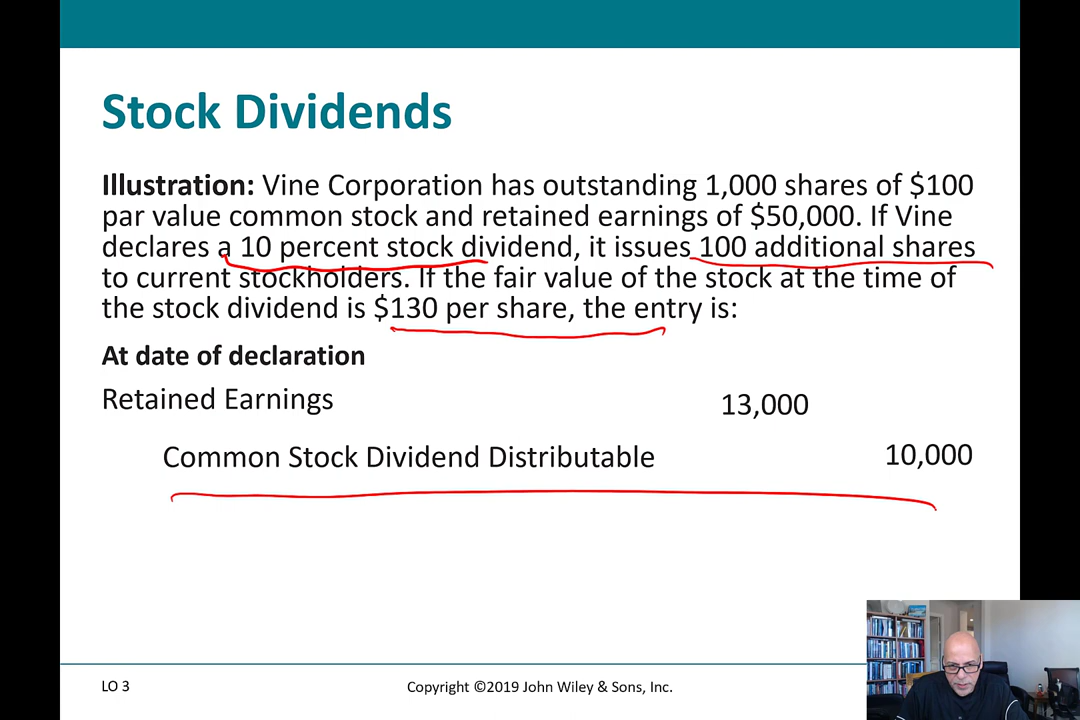 Stock Dividends
Illustration: Vine Corporation has outstanding 1,000 shares of $100
par value common stock and retained earnings of $50,000. If Vine
declares a 10 percent stock dividend, it issues 100 additional shares
to current stockholders. If the fair value of the stock at the time of
the stock dividend is $130 per share, the entry is:
At date of declaration
Retained Earnings 13,000
Common Stock Dividend Distributable 10,000
LO 3 Copyright ©2019 John Wiley & Sons, Inc.